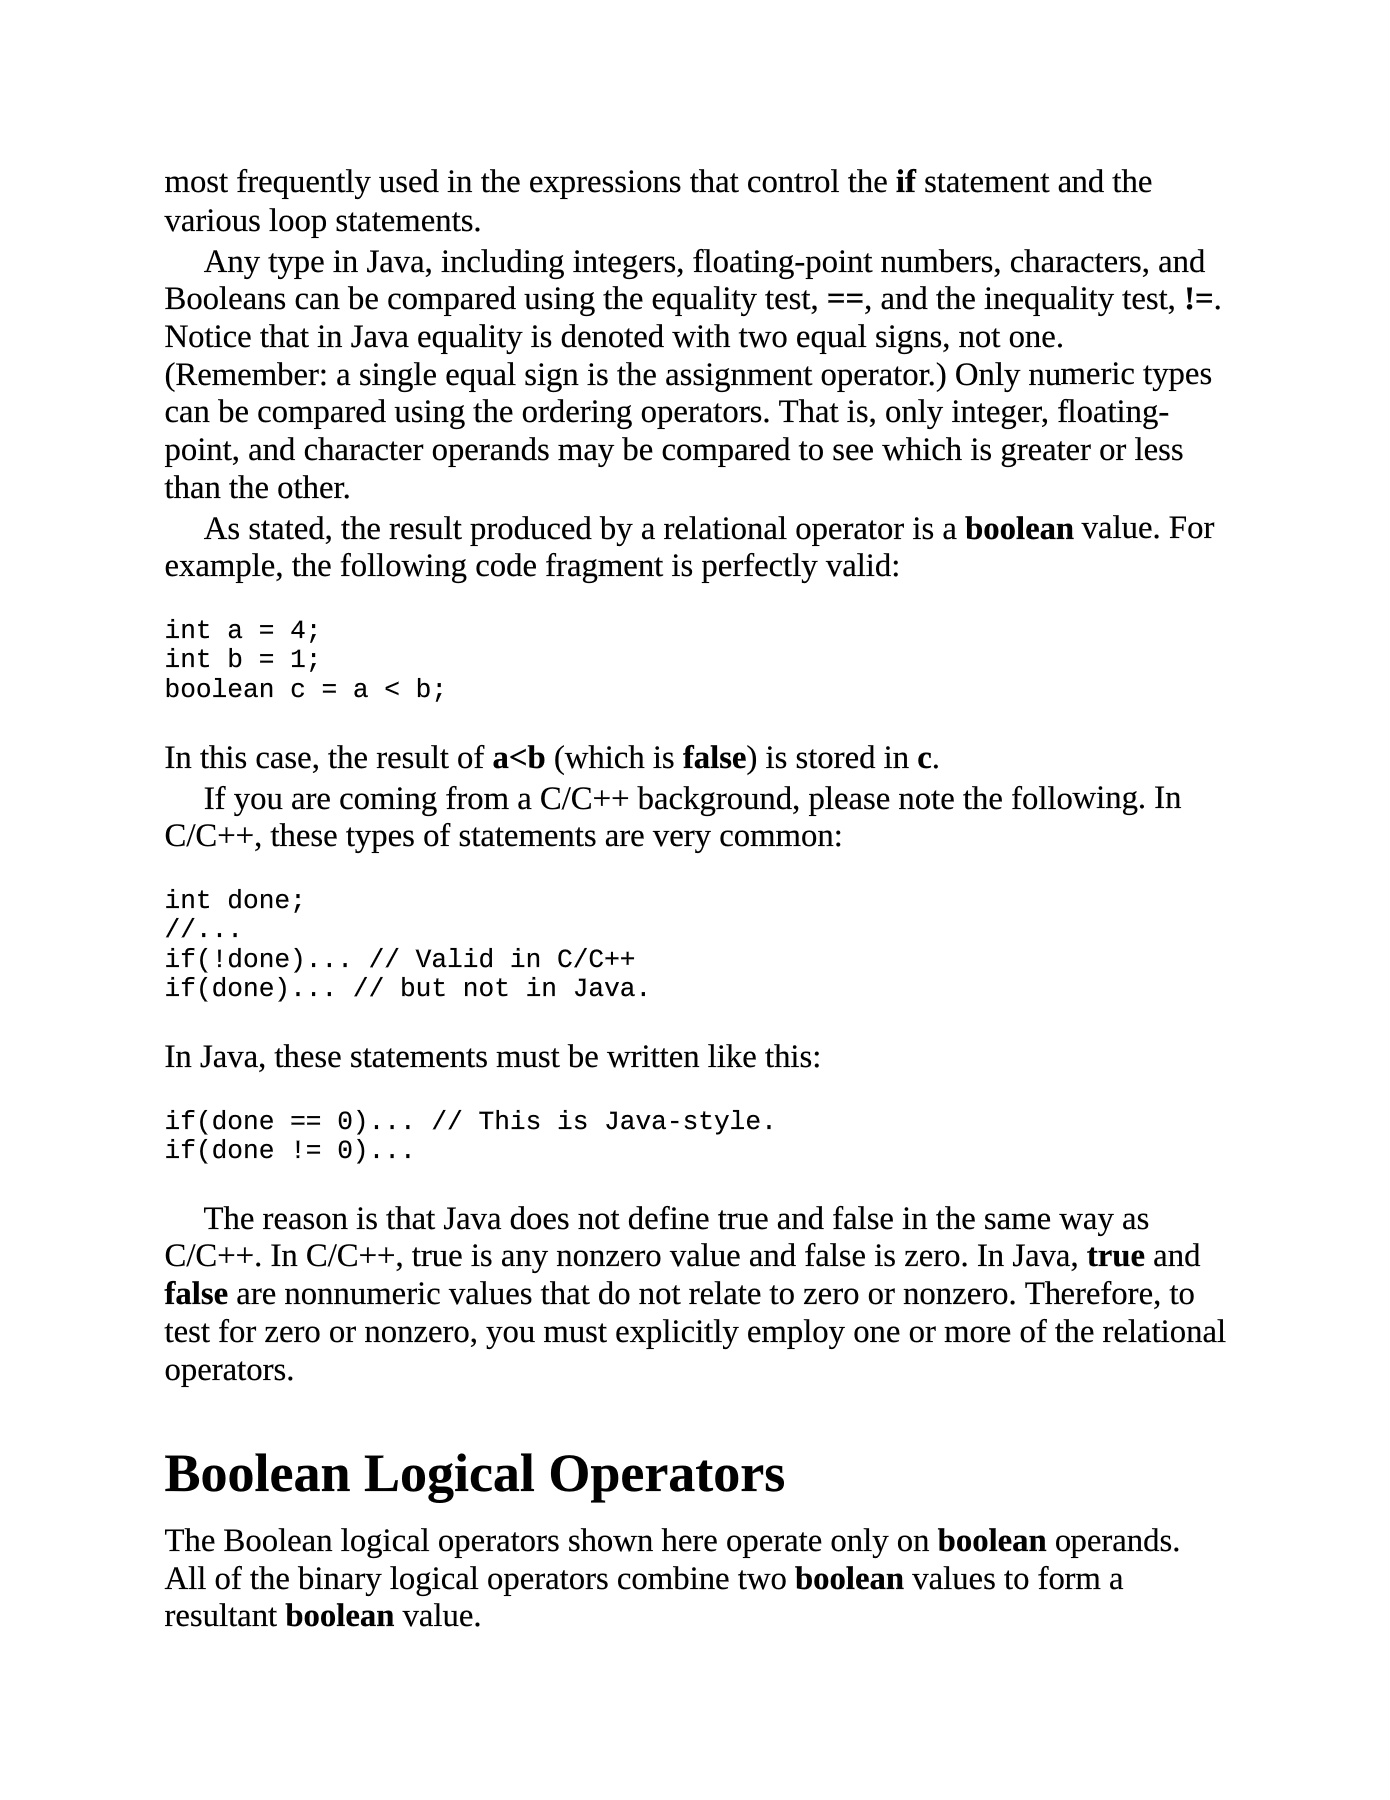 most frequently used in the expressions that control the if statement and the
various loop statements.
Any type in Java, including integers, floating-point numbers, characters, and
Booleans can be compared using the equality test, ==, and the inequality test, !=.
Notice that in Java equality is denoted with two equal signs, not one.
(Remember: a single equal sign is the assignment operator.) Only numeric types
can be compared using the ordering operators. That is, only integer, floating-
point, and character operands may be compared to see which is greater or less
than the other.
As stated, the result produced by a relational operator is a boolean value. For
example, the following code fragment is perfectly valid:
int a = 4;
int b = 1;
boolean c = a < b;
In this case, the result of a<b (which is false) is stored in c.
If you are coming from a C/C++ background, please note the following. In
C/C++, these types of statements are very common:
int done;
//...
if(!done)... // Valid in C/C++
if(done)... // but not in Java.
In Java, these statements must be written like this:
if(done == 0)... // This is Java-style.
if(done != 0)...
The reason is that Java does not define true and false in the same way as
C/C++. In C/C++, true is any nonzero value and false is zero. In Java, true and
false are nonnumeric values that do not relate to zero or nonzero. Therefore, to
test for zero or nonzero, you must explicitly employ one or more of the relational
operators.
Boolean Logical Operators
The Boolean logical operators shown here operate only on boolean operands.
All of the binary logical operators combine two boolean values to form a
resultant boolean value.